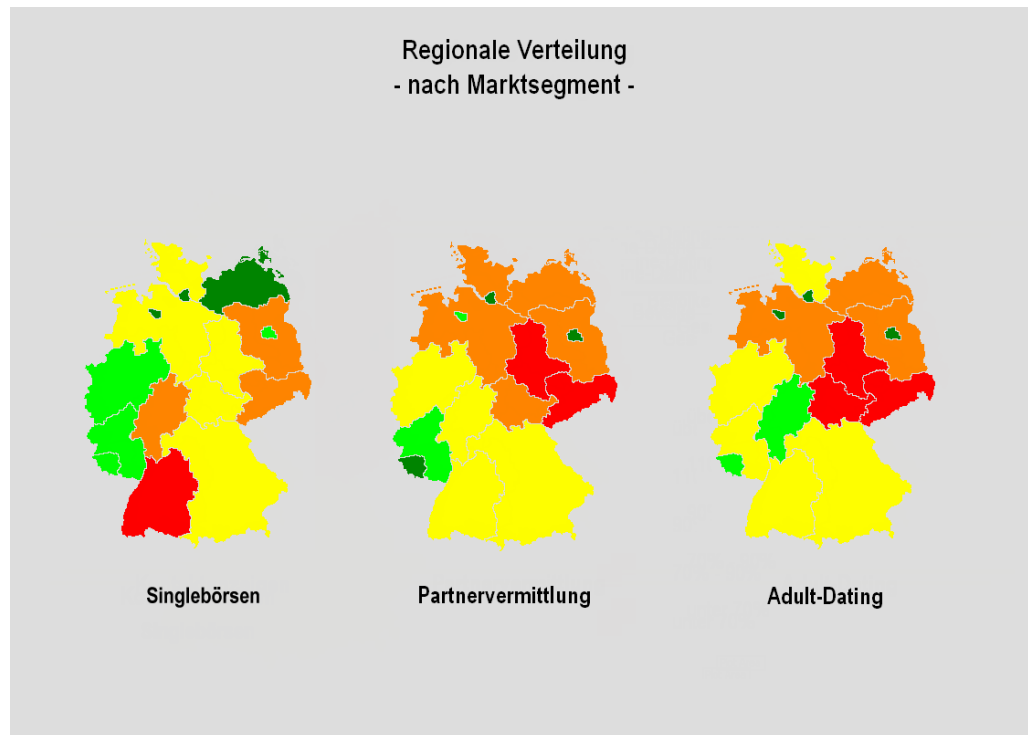 Regionale Verteilung
- nach Marktsegment -
Singlebörsen
Partnervermittlung
Adult-Dating